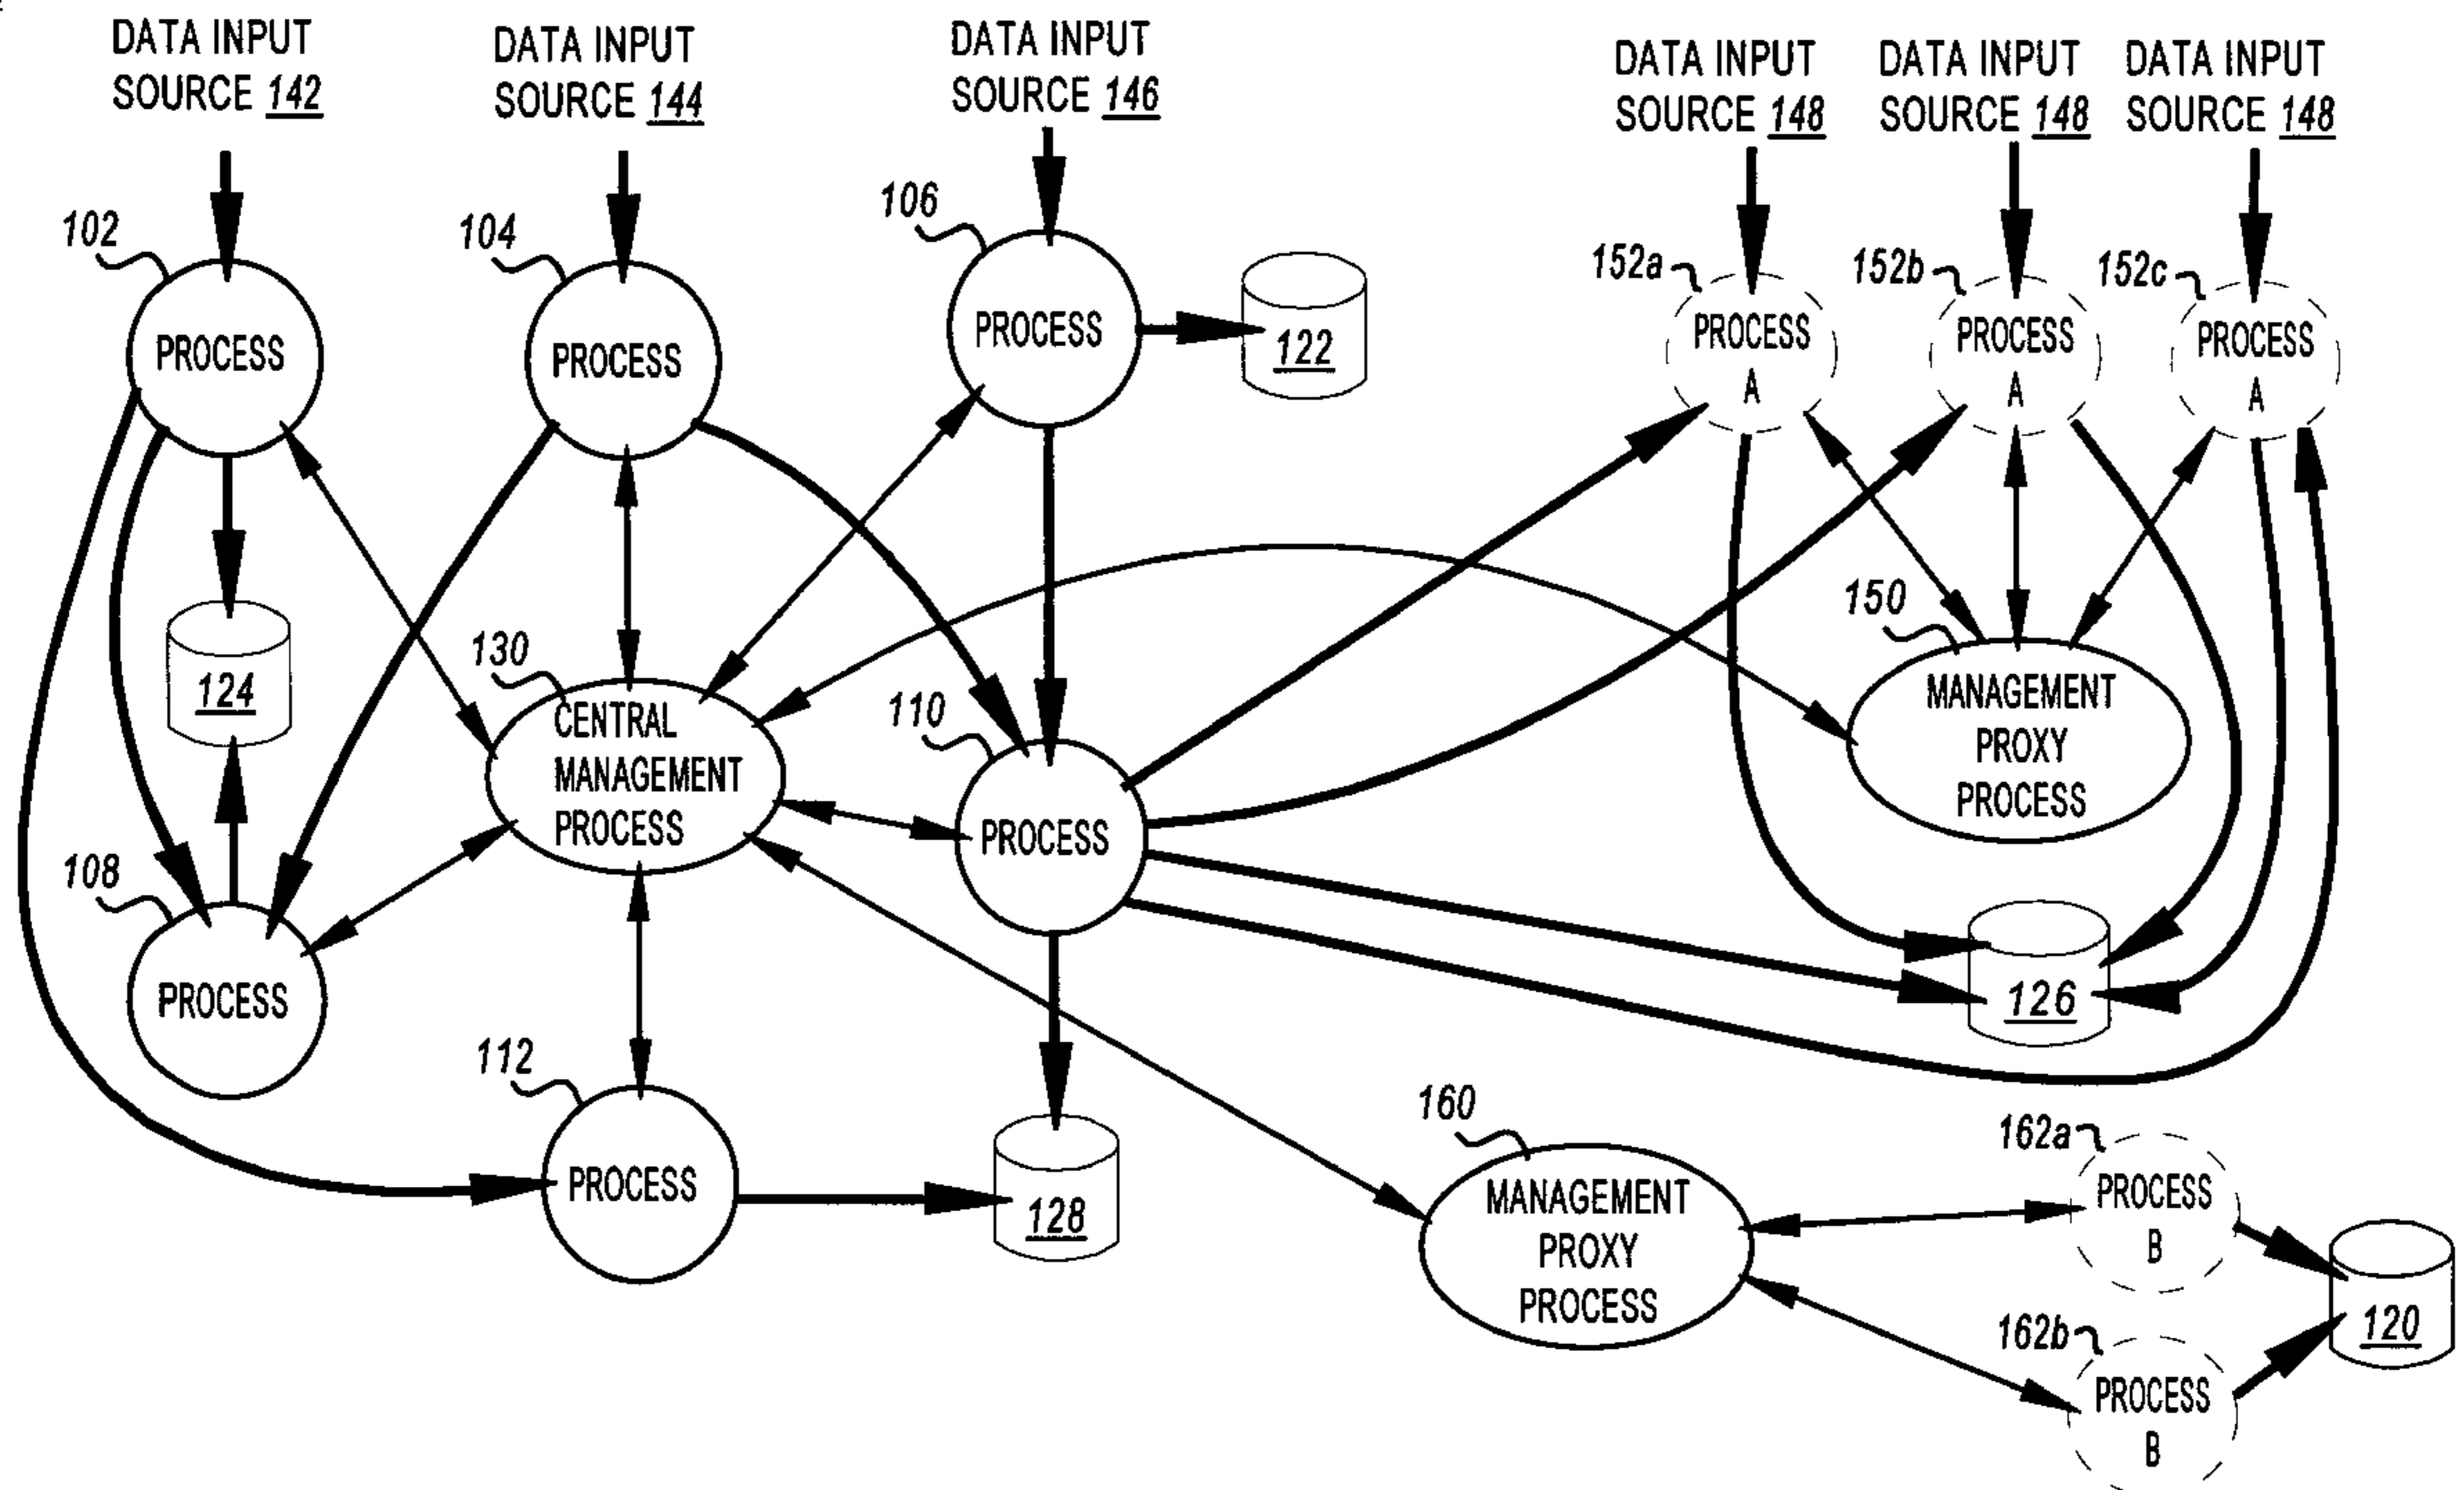 DATA INPUT
SOURCE 142
DATA INPUT
SOURCE 144
DATA INPUT
SOURCE 146
DATA INPUT
SOURCE 148
DATA INPUT
SOURCE 148
DATA INPUT
SOURCE 148
102
PROCESS
104
PROCESS
106
PROCESS
122
152a
PROCESS
A
152b
PROCESS
A
152c
PROCESS
A
124
130
CENTRAL
MANAGEMENT
PROCESS
110
PROCESS
150
MANAGEMENT
PROXY
PROCESS
108
PROCESS
126
112
PROCESS
128
160
MANAGEMENT
PROXY
PROCESS
162a
PROCESS
B
162b
PROCESS
B
120